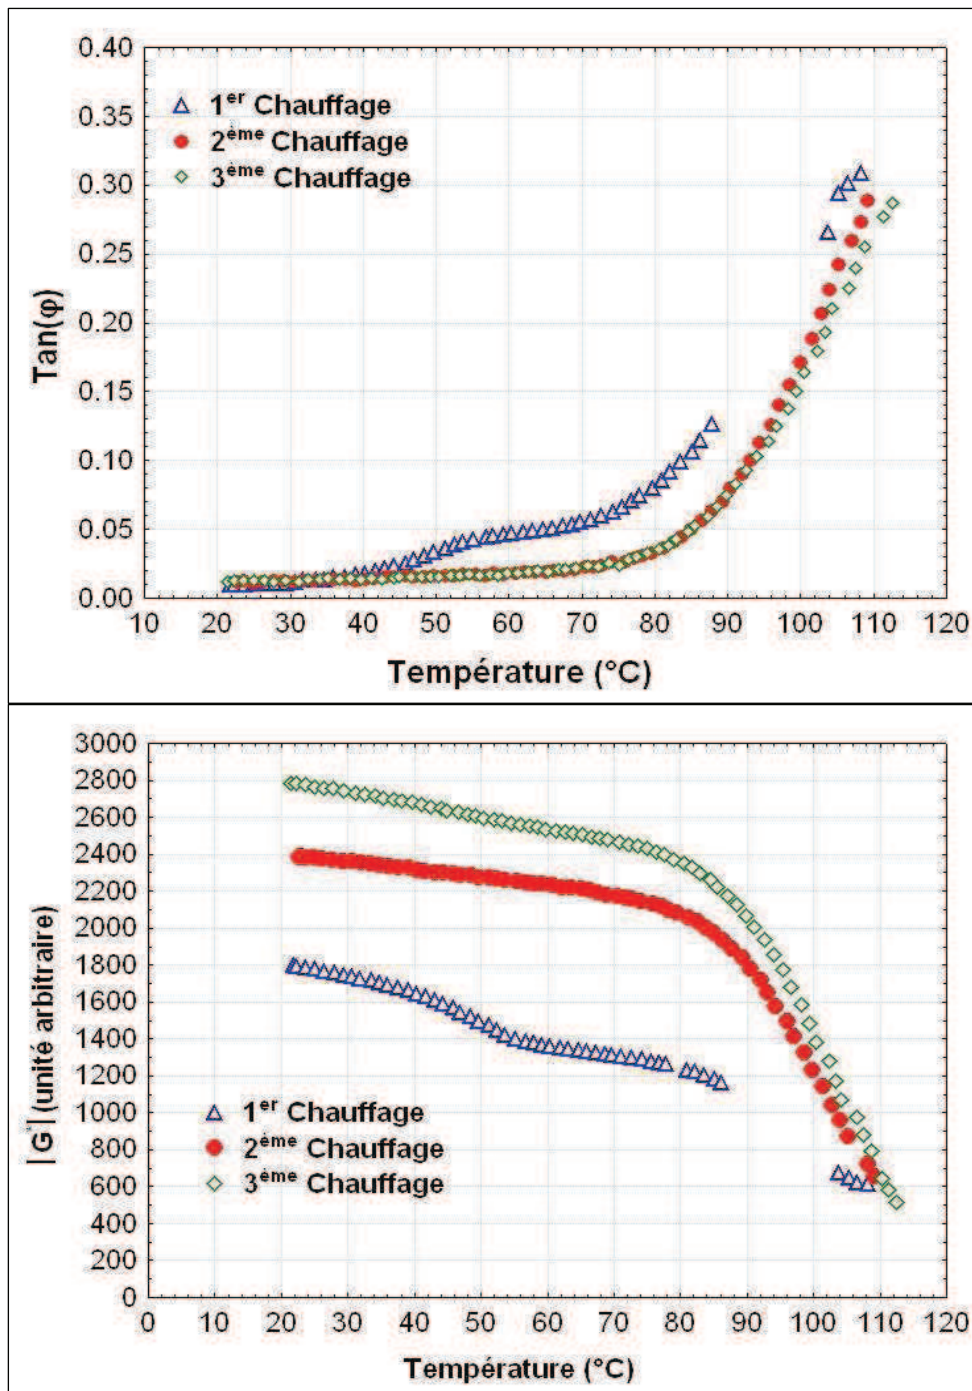 0.40
0.35
0.30
0.25
0.20
0.15
0.10
0.05
0.00
Tan(φ)
1er Chauffage
2ème Chauffage
3ème Chauffage
10 20 30 40 50 60 70 80 90 100 110 120
Température (°C)
3000
2800
2600
2400
2200
2000
1800
1600
1400
1200
1000
800
600
400
200
0
|G*| (unité arbitraire)
1er Chauffage
2ème Chauffage
3ème Chauffage
0 10 20 30 40 50 60 70 80 90 100 110 120
Température (°C)